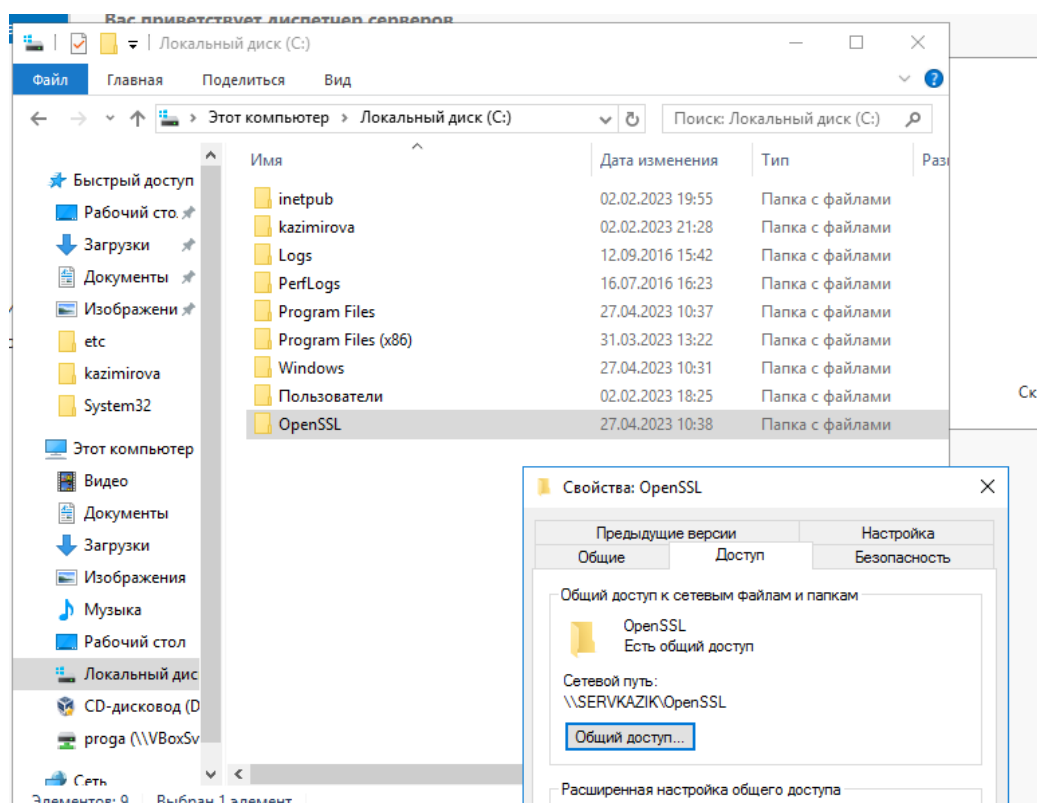 Вас приветствует диспетчер серверов
Локальный диск (C:)
Файл Главная Поделиться Вид
Этот компьютер › Локальный диск (C:) Поиск: Локальный диск (C:)
Имя Дата изменения Тип Разм
Быстрый доступ
Рабочий сто.
Загрузки
Документы
Изображени
etc
kazimirova
System32
Этот компьютер
Видео
Документы
Загрузки
Изображения
Музыка
Рабочий стол
Локальный дис
CD-дисковод (D
proga (\\VBoxSv
Сеть
inetpub 02.02.2023 19:55 Папка с файлами
kazimirova 02.02.2023 21:28 Папка с файлами
Logs 12.09.2016 15:42 Папка с файлами
PerfLogs 16.07.2016 16:23 Папка с файлами
Program Files 27.04.2023 10:37 Папка с файлами
Program Files (x86) 31.03.2023 13:22 Папка с файлами
Windows 27.04.2023 10:31 Папка с файлами
Пользователи 02.02.2023 18:25 Папка с файлами
OpenSSL 27.04.2023 10:38 Папка с файлами
Элементов: 9 Выбран 1 элемент
Ск
Свойства: OpenSSL
Предыдущие версии Настройка
Общие Доступ Безопасность
Общий доступ к сетевым файлам и папкам
OpenSSL
Есть общий доступ
Сетевой путь:
\\SERVKAZIK\OpenSSL
Общий доступ...
Расширенная настройка общего доступа